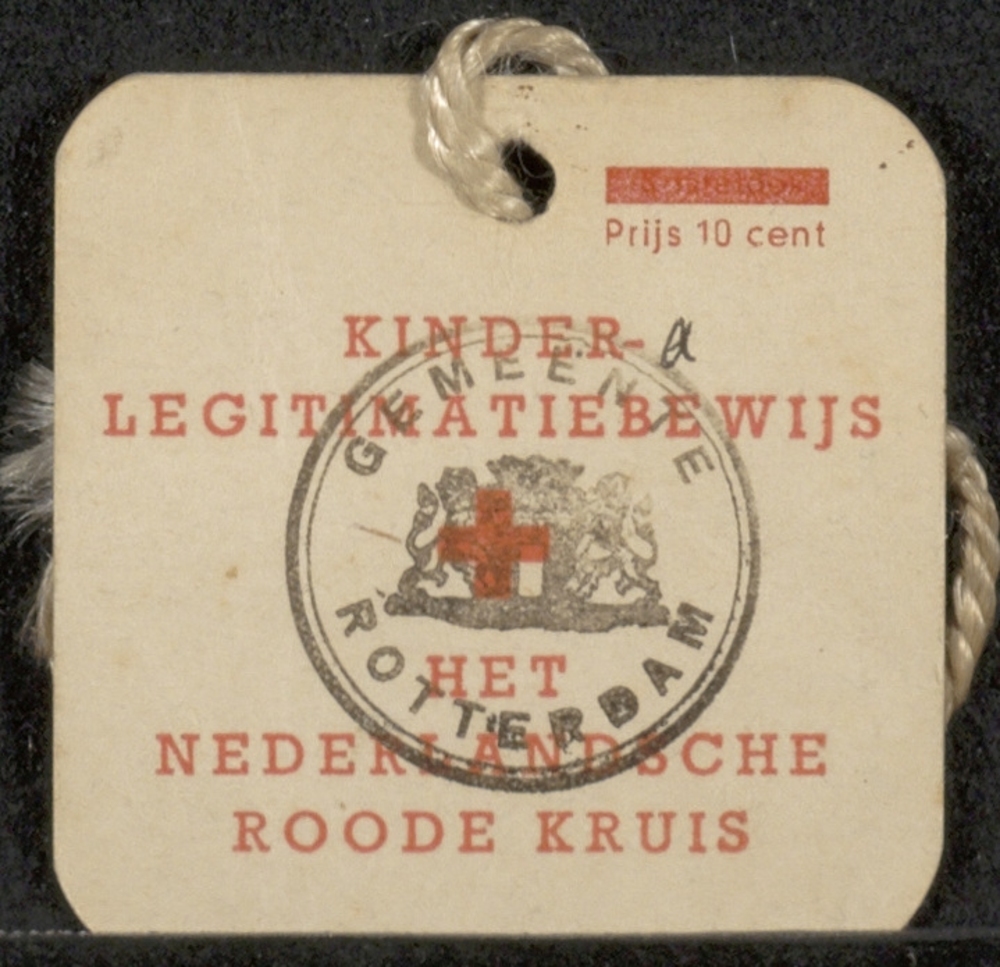 Prijs 10 cent
KINDER-
a
LEGITIMATIEBEWIJS
GEMEENTE
ROTTERDAM
HET
NEDERLANDSCHE
ROODE KRUIS